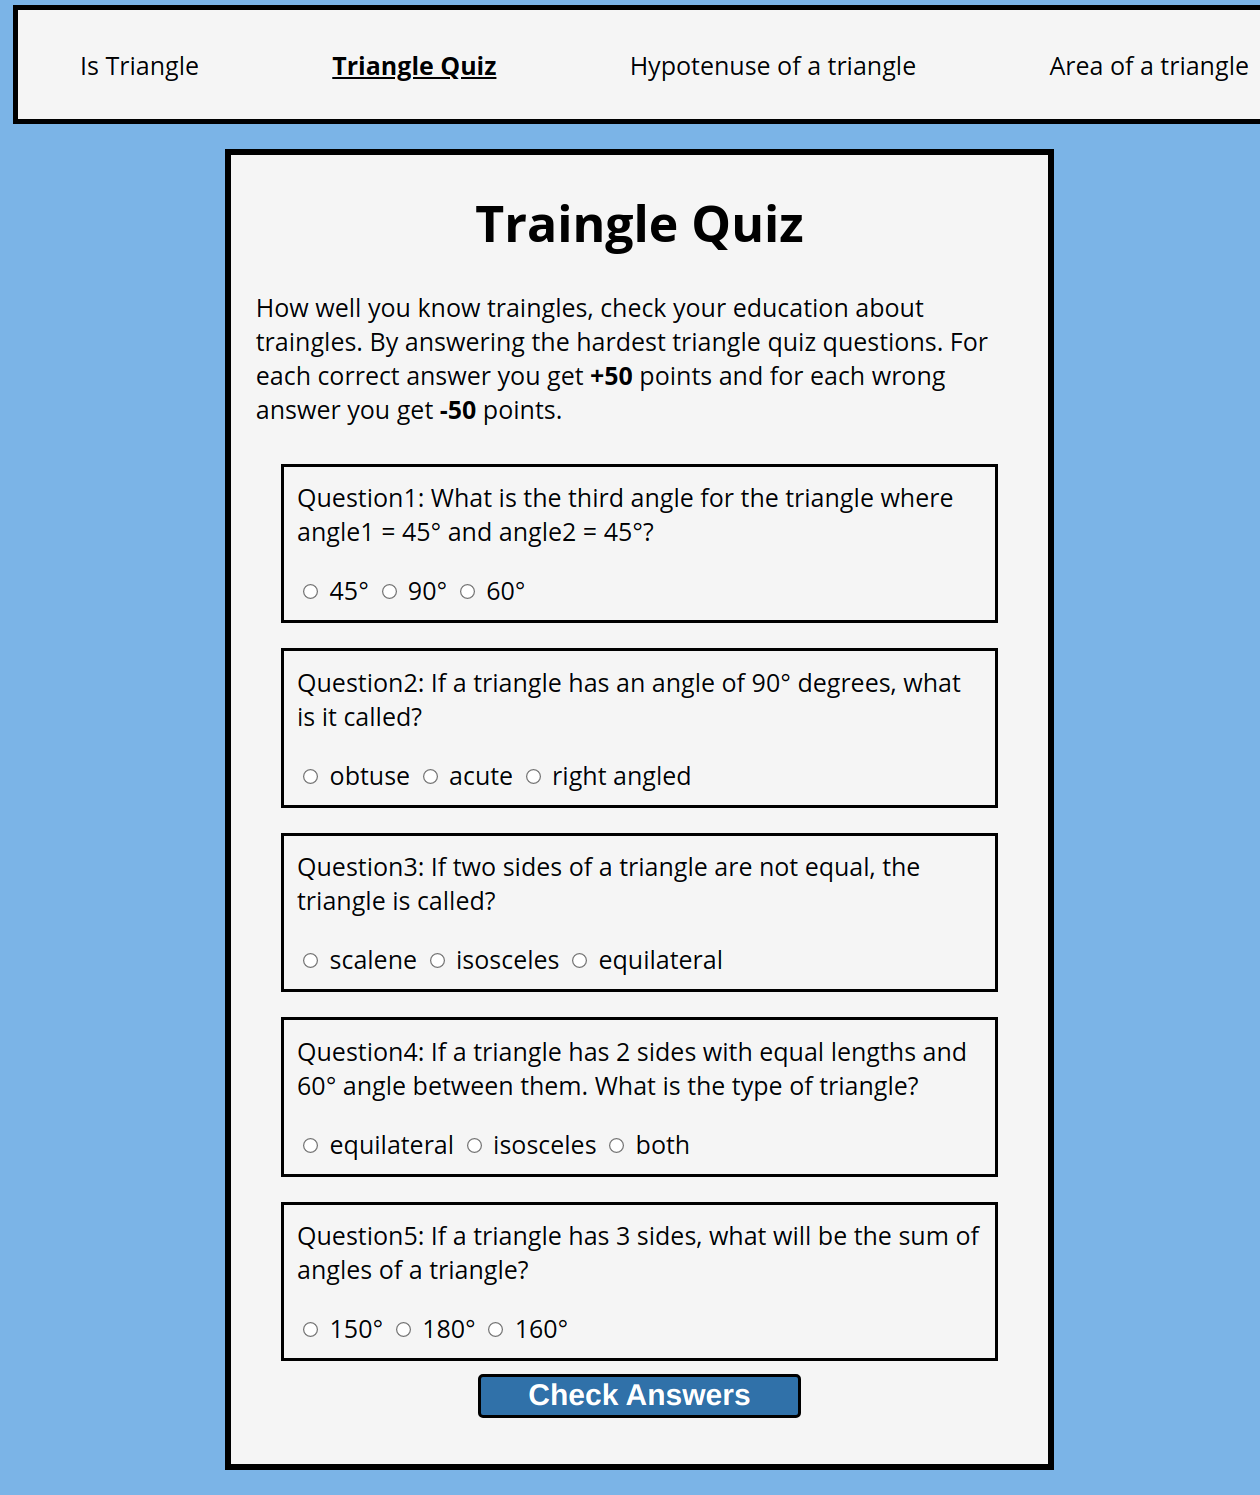 Is Triangle Triangle Quiz Hypotenuse of a triangle Area of a triangle
Traingle Quiz
How well you know traingles, check your education about
traingles. By answering the hardest triangle quiz questions. For
each correct answer you get +50 points and for each wrong
answer you get -50 points.
Question1: What is the third angle for the triangle where
angle1 = 45° and angle2 = 45°?
45° 90° 60°
Question2: If a triangle has an angle of 90° degrees, what
is it called?
obtuse acute right angled
Question3: If two sides of a triangle are not equal, the
triangle is called?
scalene isosceles equilateral
Question4: If a triangle has 2 sides with equal lengths and
60° angle between them. What is the type of triangle?
equilateral isosceles both
Question5: If a triangle has 3 sides, what will be the sum of
angles of a triangle?
150° 180° 160°
Check Answers